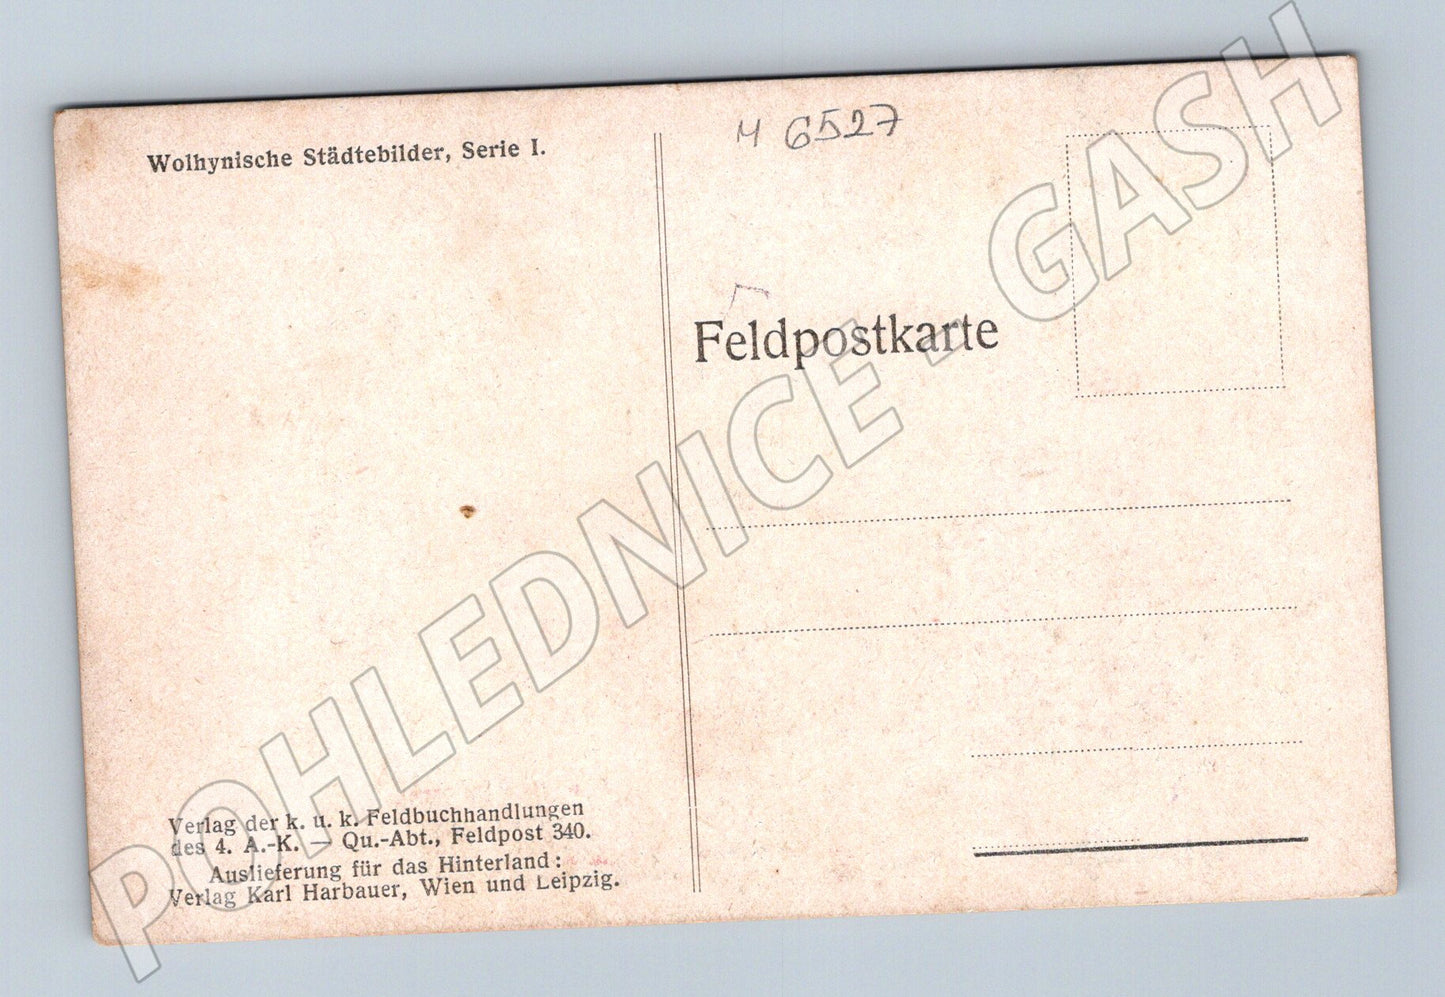 Wolhynische Städtebilder, Serie I.
M 6527
Feldpostkarte
Verlag der k. u. k. Feldbuchhandlungen
des 4. A.-K. — Qu.-Abt., Feldpost 340.
Auslieferung für das Hinterland:
Verlag Karl Harbauer, Wien und Leipzig.
POHLEDNICE - GASH